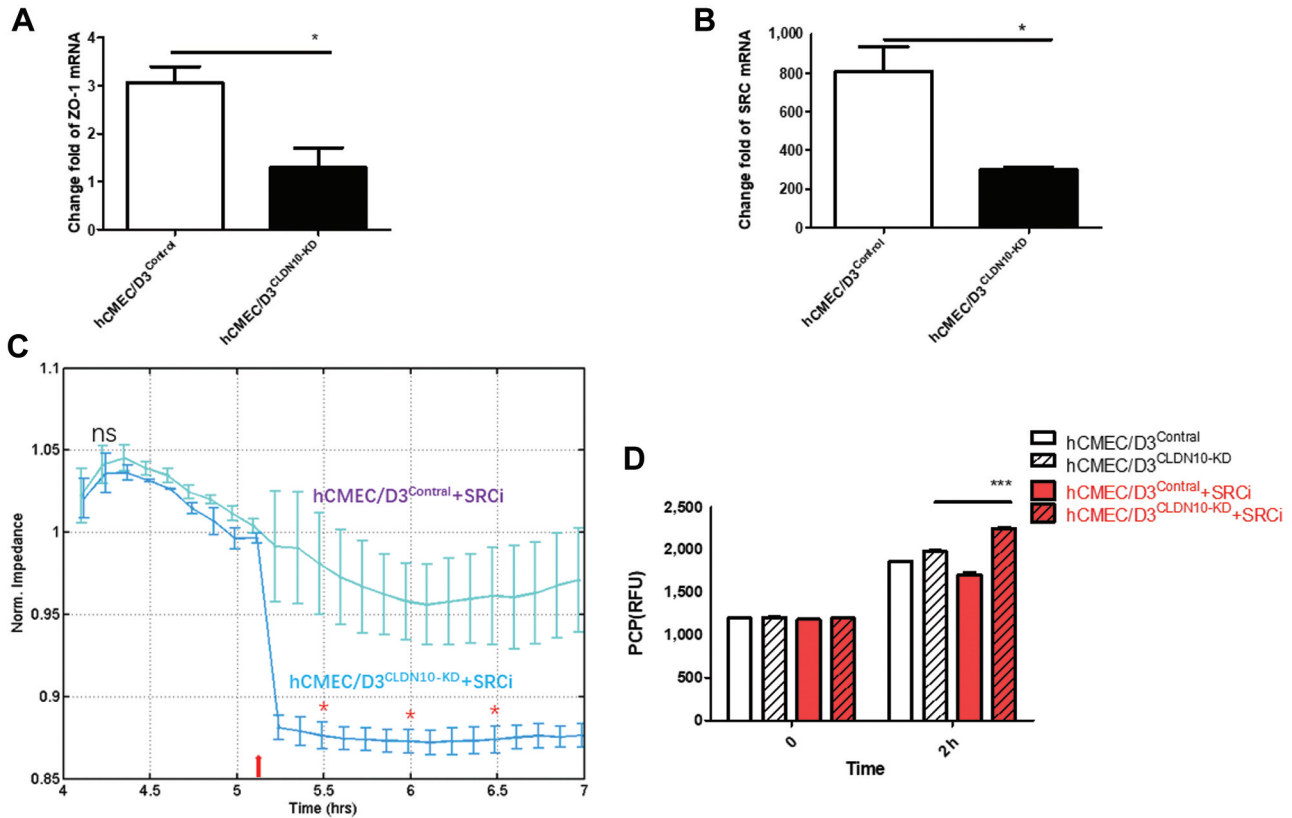 A
Change fold of ZO-1 mRNA
4
3
2
1
0
*
hCMEC/D3Control
hCMEC/D3CLDN10-KD
B
Change fold of SRC mRNA
1,000
800
600
400
200
0
*
hCMEC/D3Control
hCMEC/D3CLDN10-KD
C
Norm. Impedance
1.1
1.05
1
0.95
0.9
0.85
ns
hCMEC/D3Contral+SRCi
hCMEC/D3CLDN10-KD+SRCi
* * *
4 4.5 5 5.5 6 6.5 7
Time (hrs)
D
hCMEC/D3Contral
hCMEC/D3CLDN10-KD
hCMEC/D3Contral+SRCi
hCMEC/D3CLDN10-KD+SRCi
PCP(RFU)
2,500
2,000
1,500
1,000
500
0
***
0 2h
Time